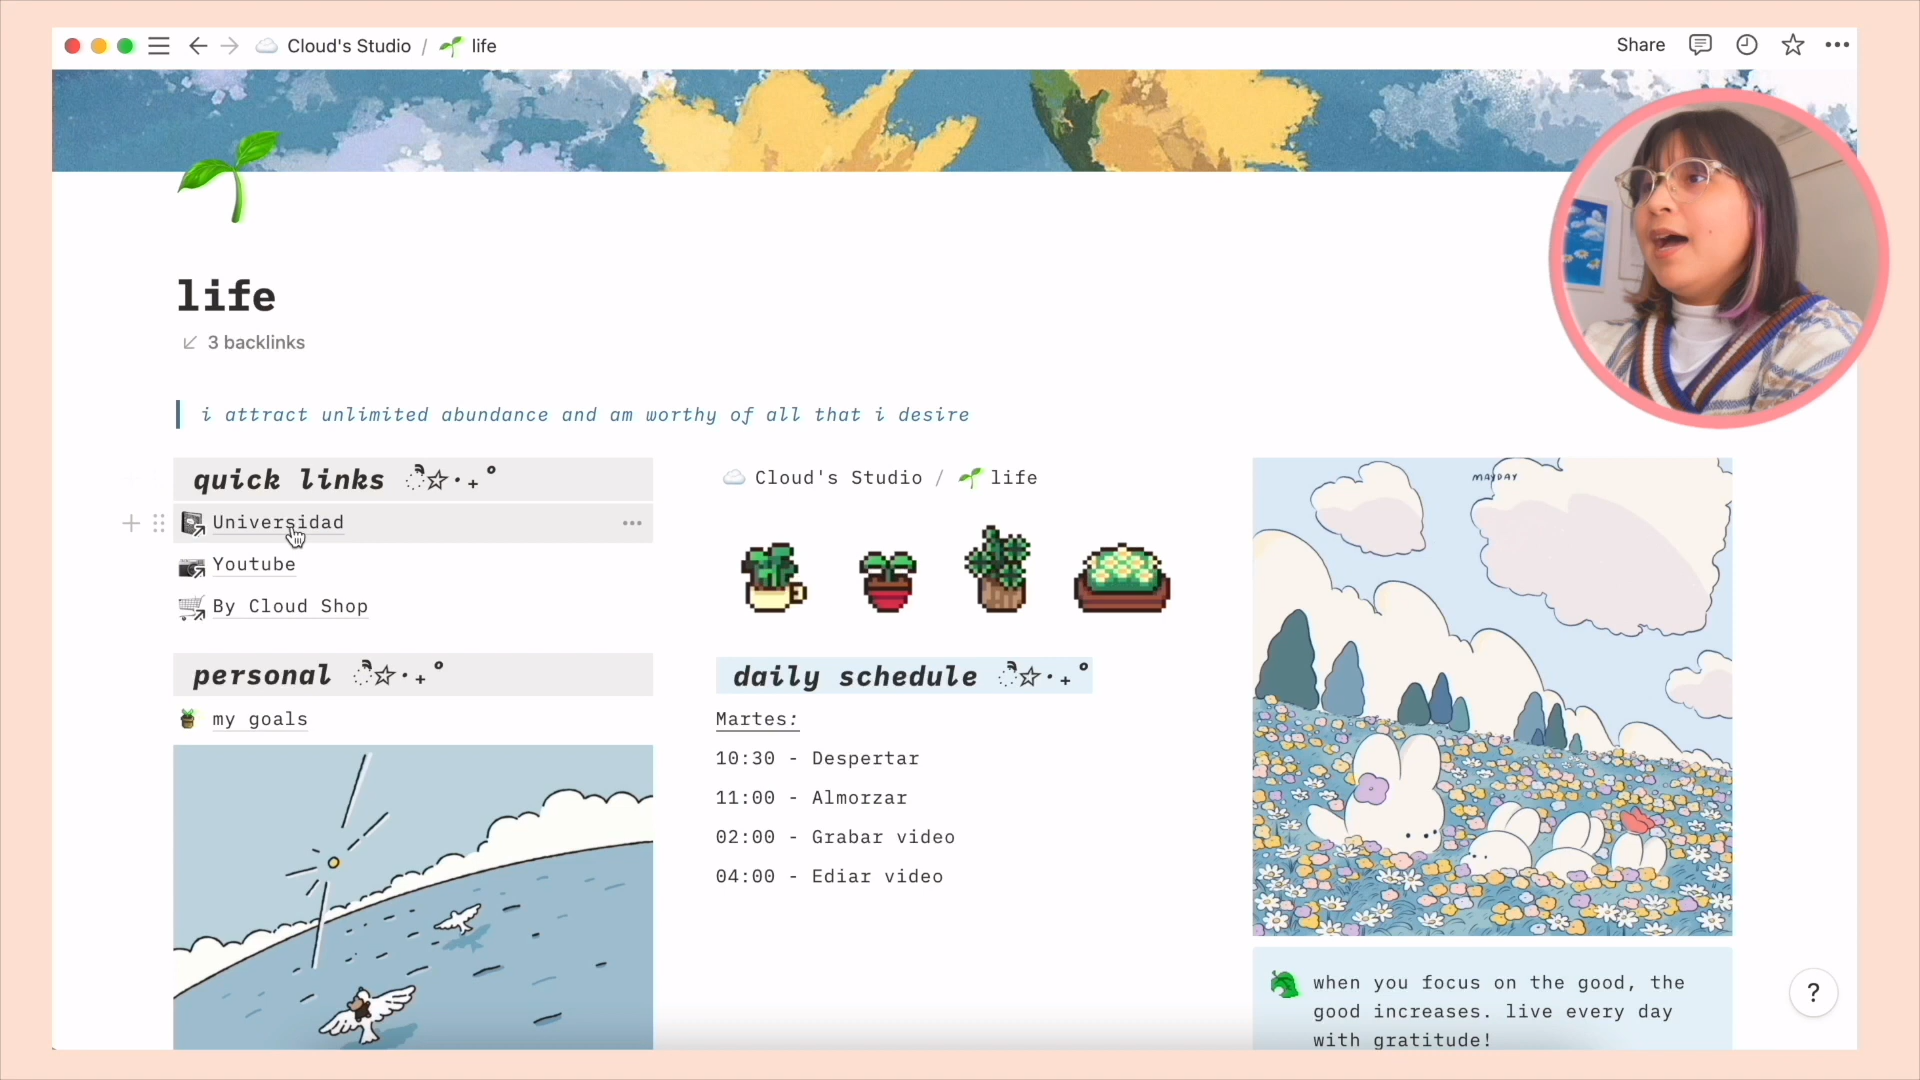 Cloud's Studio / life
Share
life
3 backlinks
i attract unlimited abundance and am worthy of all that i desire
quick links ੈ☆‧₊˚
Universidad
Youtube
By Cloud Shop
personal ੈ☆‧₊˚
my goals
Cloud's Studio / life
daily schedule ੈ☆‧₊˚
Martes:
10:30 - Despertar
11:00 - Almorzar
02:00 - Grabar video
04:00 - Ediar video
MAYDAY
when you focus on the good, the
good increases. live every day
with gratitude!
?